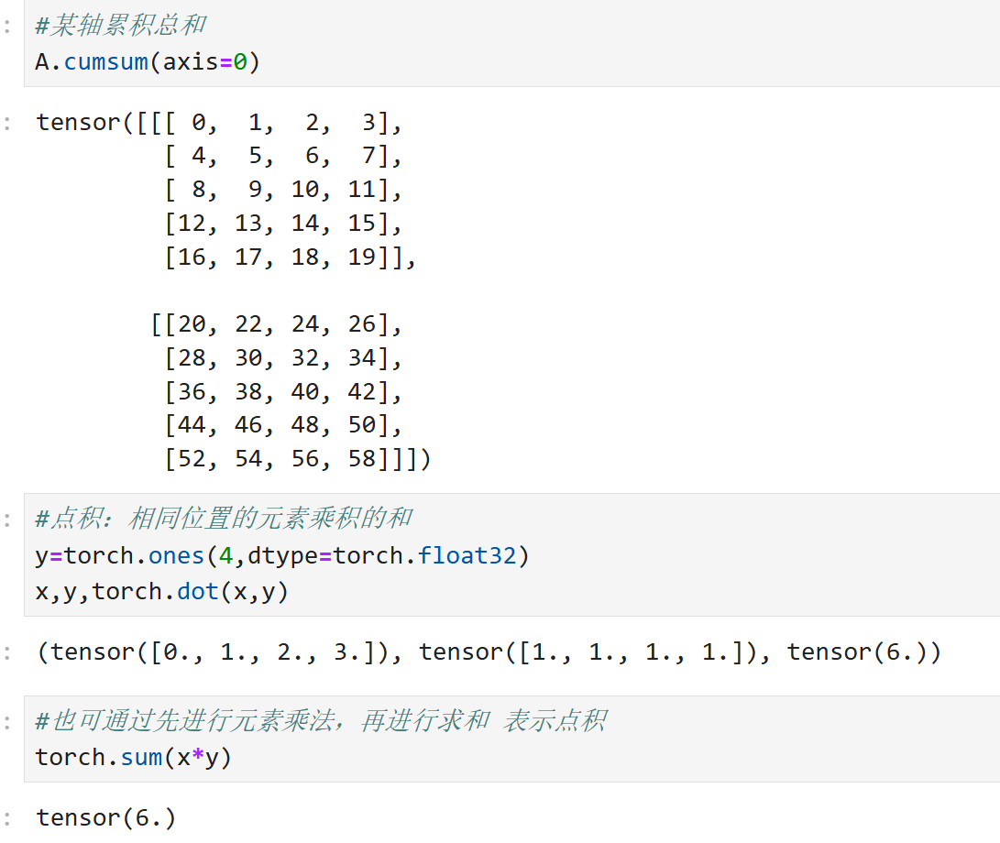 #某轴累积总和
A.cumsum(axis=0)
tensor([[[ 0,  1,  2,  3],
         [ 4,  5,  6,  7],
         [ 8,  9, 10, 11],
         [12, 13, 14, 15],
         [16, 17, 18, 19]],

        [[20, 22, 24, 26],
         [28, 30, 32, 34],
         [36, 38, 40, 42],
         [44, 46, 48, 50],
         [52, 54, 56, 58]]])
#点积：相同位置的元素乘积的和
y=torch.ones(4,dtype=torch.float32)
x,y,torch.dot(x,y)
(tensor([0., 1., 2., 3.]), tensor([1., 1., 1., 1.]), tensor(6.))
#也可通过先进行元素乘法，再进行求和 表示点积
torch.sum(x*y)
tensor(6.)